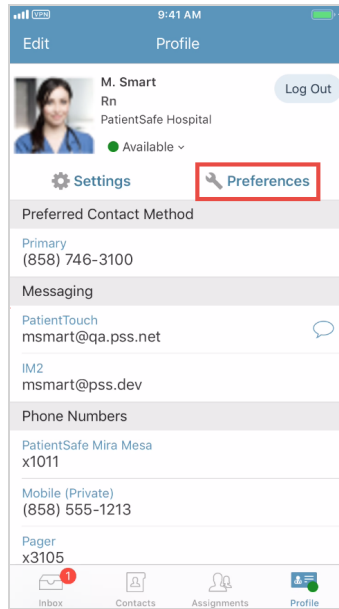 VPN 9:41 AM
Edit Profile
M. Smart
Rn
PatientSafe Hospital
Available
Log Out
Settings Preferences
Preferred Contact Method
Primary
(858) 746-3100
Messaging
PatientTouch
msmart@qa.pss.net
IM2
msmart@pss.dev
Phone Numbers
PatientSafe Mira Mesa
x1011
Mobile (Private)
(858) 555-1213
Pager
x3105
1
Inbox Contacts Assignments Profile